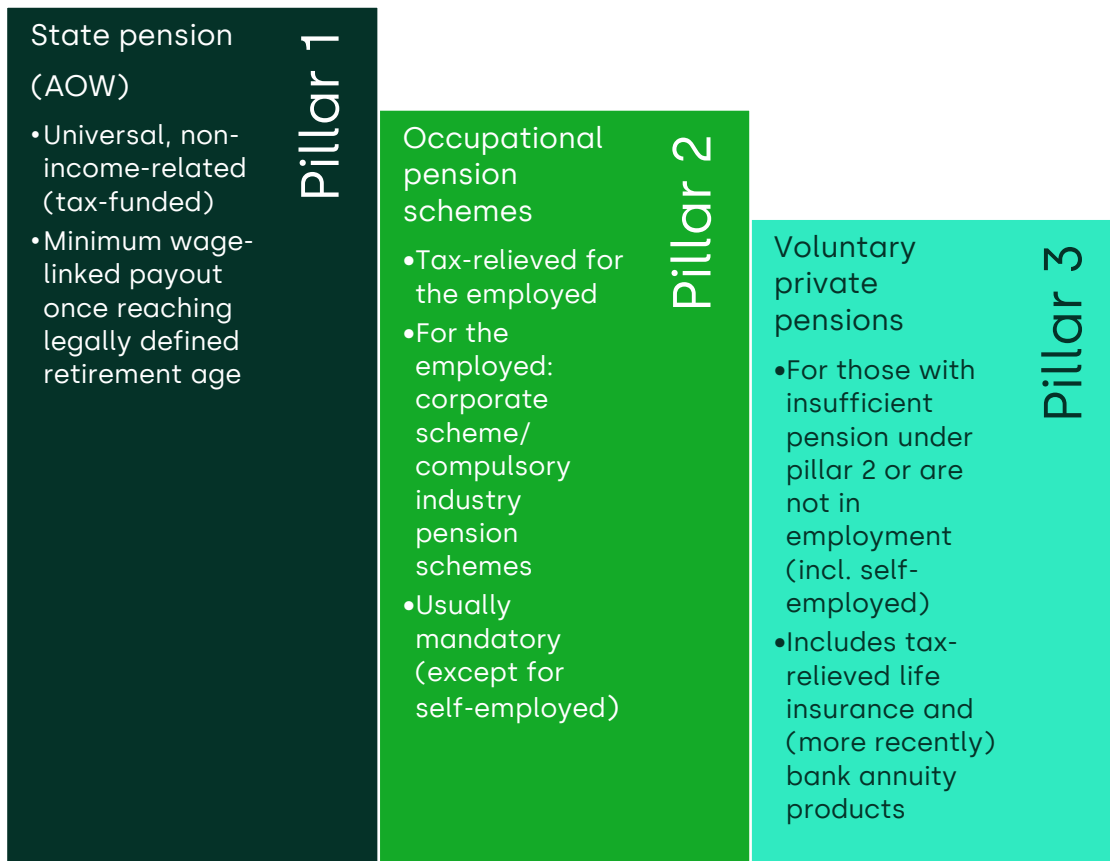 State pension
(AOW)
•Universal, non-
income-related
(tax-funded)
•Minimum wage-
linked payout
once reaching
legally defined
retirement age
Pillar 1
Occupational
pension
schemes
•Tax-relieved for
the employed
•For the
employed:
corporate
scheme/
compulsory
industry
pension
schemes
•Usually
mandatory
(except for
self-employed)
Pillar 2
Voluntary
private
pensions
•For those with
insufficient
pension under
pillar 2 or are
not in
employment
(incl. self-
employed)
•Includes tax-
relieved life
insurance and
(more recently)
bank annuity
products
Pillar 3